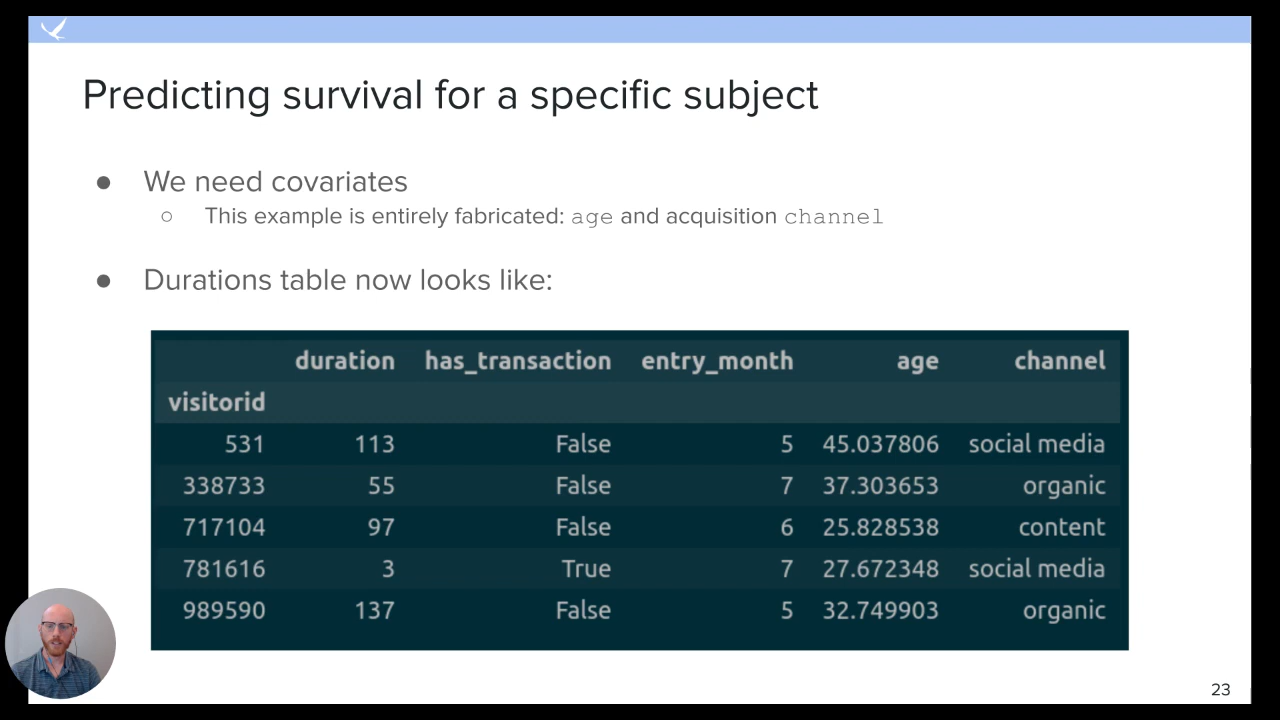 Predicting survival for a specific subject
● We need covariates
○ This example is entirely fabricated: age and acquisition channel
● Durations table now looks like:
duration has_transaction entry_month age channel
visitorid
531 113 False 5 45.037806 social media
338733 55 False 7 37.303653 organic
717104 97 False 6 25.828538 content
781616 3 True 7 27.672348 social media
989590 137 False 5 32.749903 organic
23